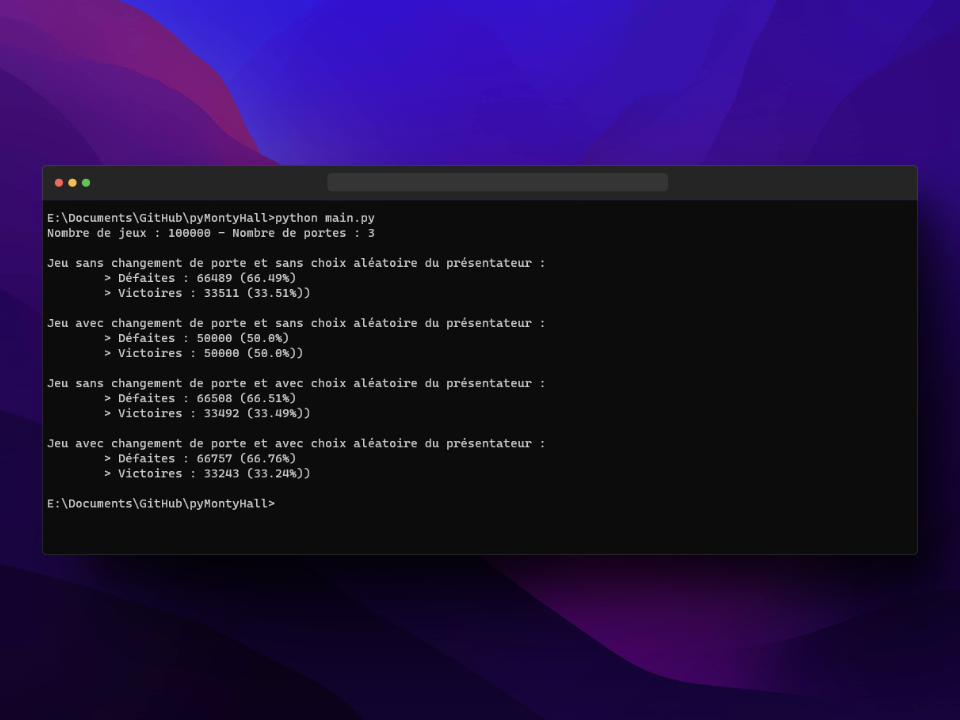 E:\Documents\GitHub\pyMontyHall>python main.py
Nombre de jeux : 100000 - Nombre de portes : 3
Jeu sans changement de porte et sans choix aléatoire du présentateur :
> Défaites : 66489 (66.49%)
> Victoires : 33511 (33.51%))
Jeu avec changement de porte et sans choix aléatoire du présentateur :
> Défaites : 50000 (50.0%)
> Victoires : 50000 (50.0%))
Jeu sans changement de porte et avec choix aléatoire du présentateur :
> Défaites : 66508 (66.51%)
> Victoires : 33492 (33.49%))
Jeu avec changement de porte et avec choix aléatoire du présentateur :
> Défaites : 66757 (66.76%)
> Victoires : 33243 (33.24%))
E:\Documents\GitHub\pyMontyHall>